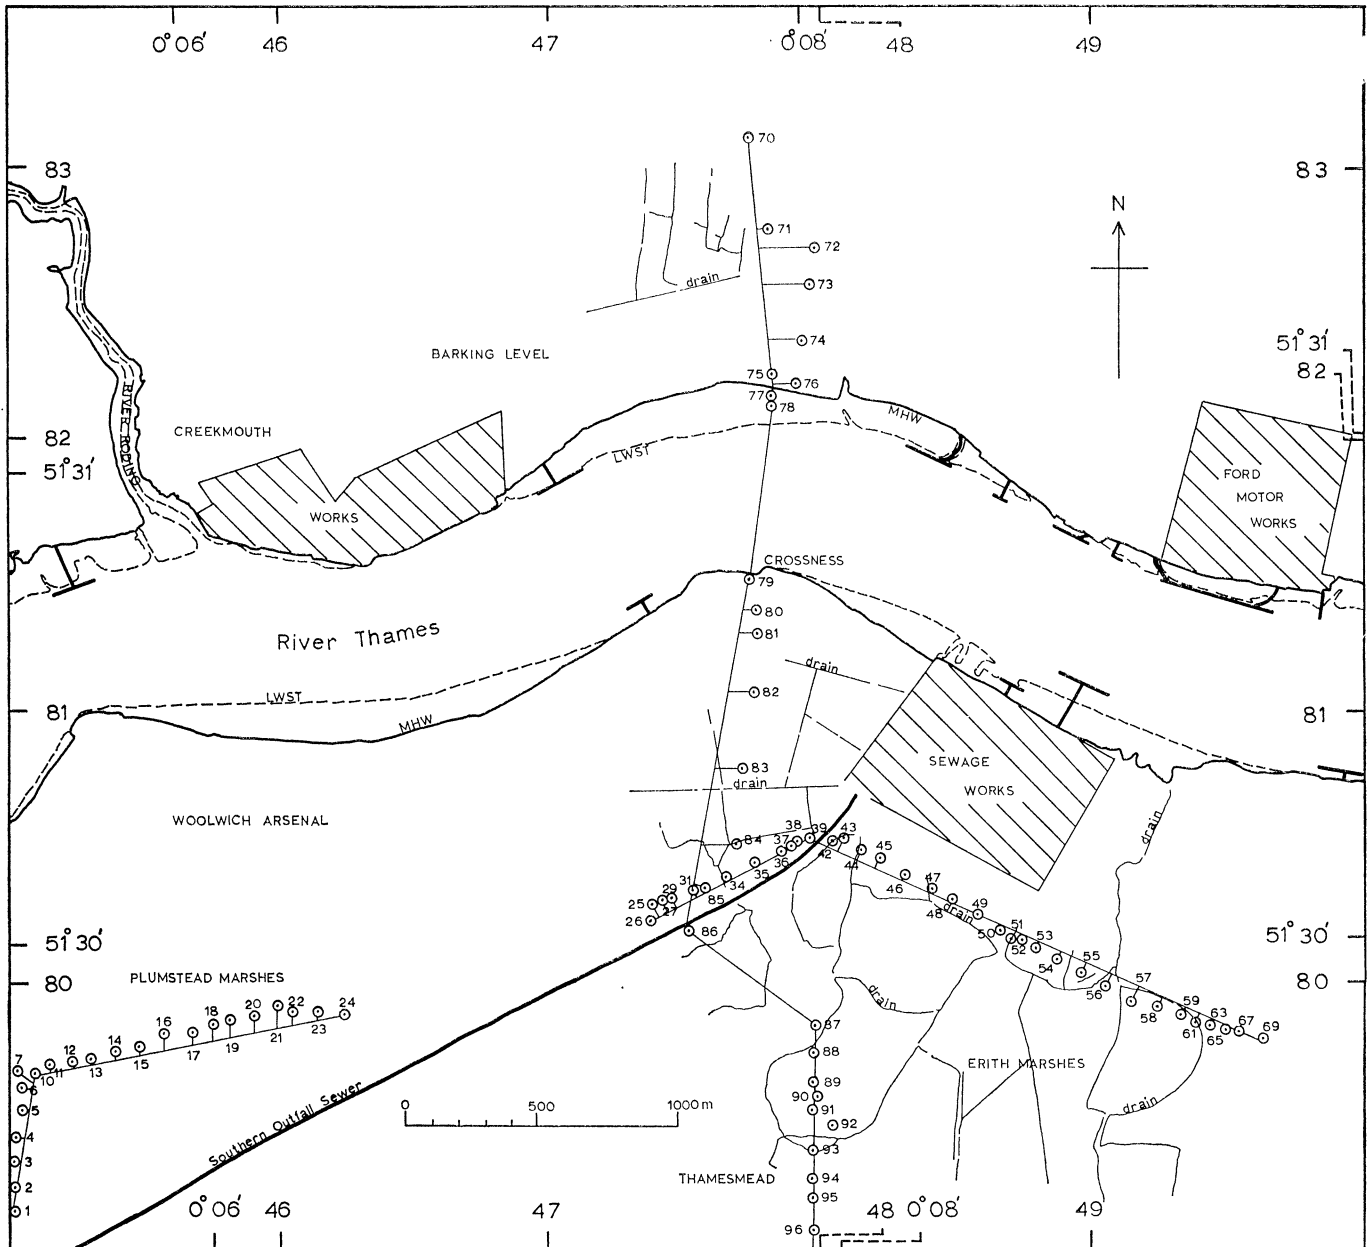 0°06′ 46 47 0°08′ 48 49
70
83 83
N
71
72
drain 73
74
51°31′
BARKING LEVEL
75 76
82
77 78
MHW
RIVER RODING
CREEKMOUTH
82
LWST
51°31′
FORD
MOTOR
WORKS
WORKS
CROSSNESS
79
80
River Thames
81
drain
LWST
82
81 81
MHW
SEWAGE
WORKS
83
drain
WOOLWICH ARSENAL
drain
38 39 43
84 37 42 45
36 44
35
31 34 46 47
29 85
25 27 48 49
26 drain
86 50 51 53
52
51°30′ 51°30′
54 55
PLUMSTEAD MARSHES
80 80
56 57
drain
58 59
16 18 20 22 24
61 63 67 69
65
17 19 21 23
12 14
87
7 10 11 13 15
88
ERITH MARSHES
6
89
5
90
91
drain
0 500 1000m
92
4
Southern Outfall Sewer
93
3
2
THAMESMEAD
94
95
1
0°06′ 46 47 48 0°08′ 49
96